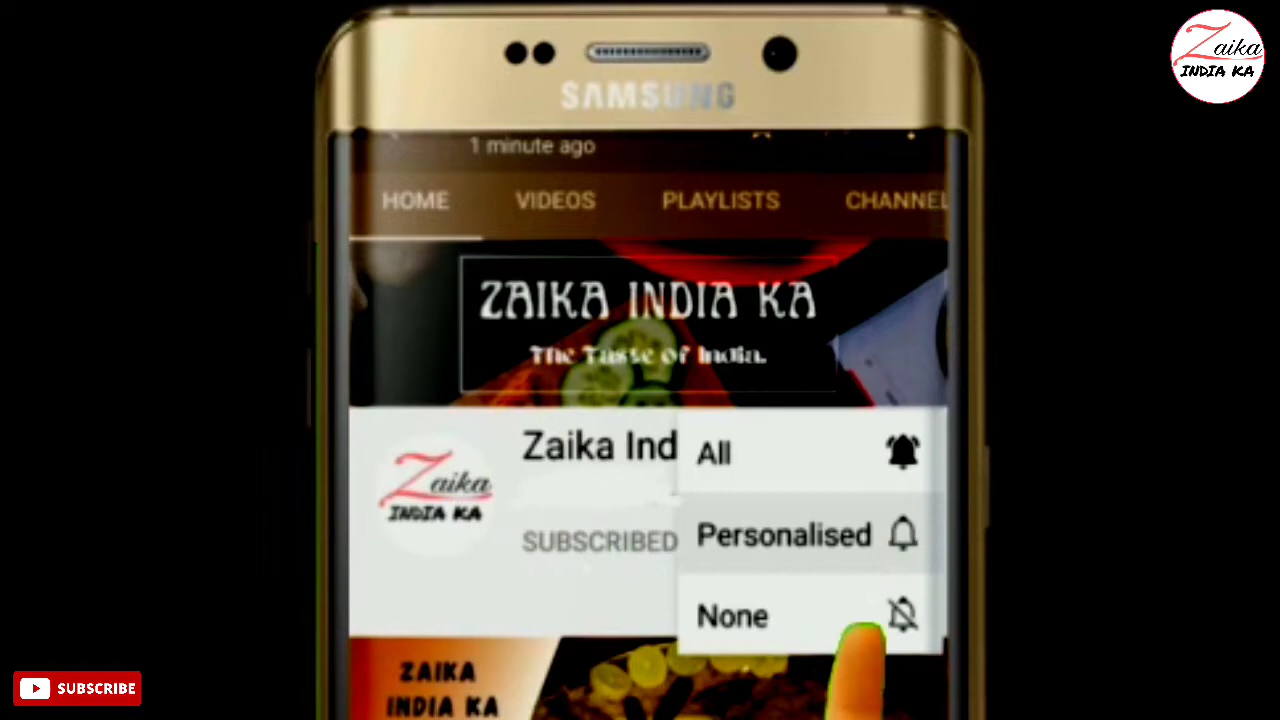 Zaika
INDIA KA
SAMSUNG
1 minute ago
HOME VIDEOS PLAYLISTS CHANNEL
ZAIKA INDIA KA
The Taste of India.
Zaika Ind
All
Zaika
INDIA KA
SUBSCRIBED
Personalised
None
ZAIKA
INDIA KA
SUBSCRIBE